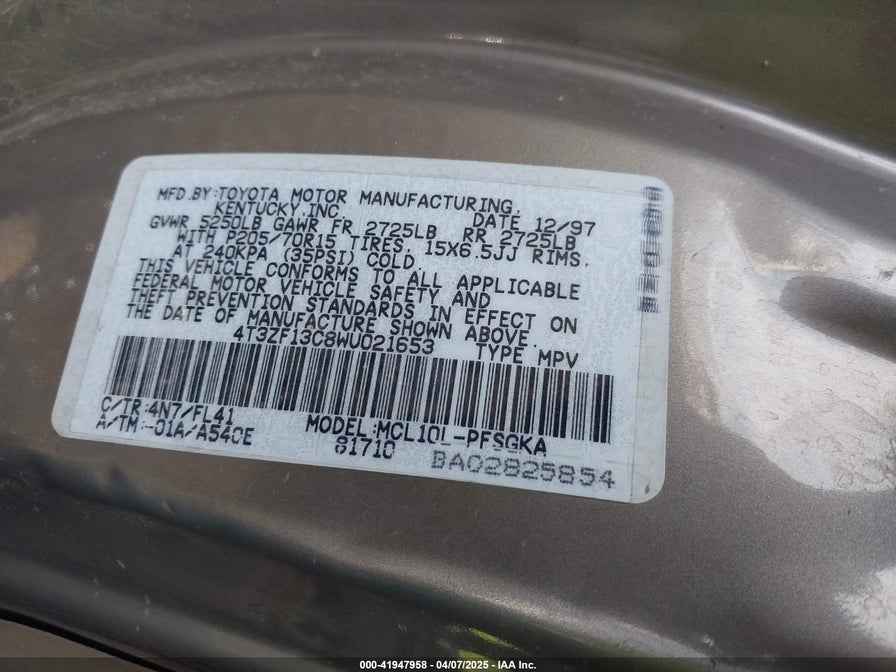 MFD.BY:TOYOTA MOTOR MANUFACTURING,
KENTUCKY,INC. DATE 12/97
GVWR 5250LB GAWR FR 2725LB RR 2725LB
WITH P205/70R15 TIRES, 15X6.5JJ RIMS.
AT 240KPA (35PSI) COLD
THIS VEHICLE CONFORMS TO ALL APPLICABLE
FEDERAL MOTOR VEHICLE SAFETY AND
THEFT PREVENTION STANDARDS IN EFFECT ON
THE DATE OF MANUFACTURE SHOWN ABOVE.
4T3ZF13C8WU021653 TYPE MPV
C/TR:4N7/FL41
A/TM:-01A/A540E
MODEL:MCL10L-PFSGKA
81710
BA02825854
000-41947958 - 04/07/2025 - IAA Inc.